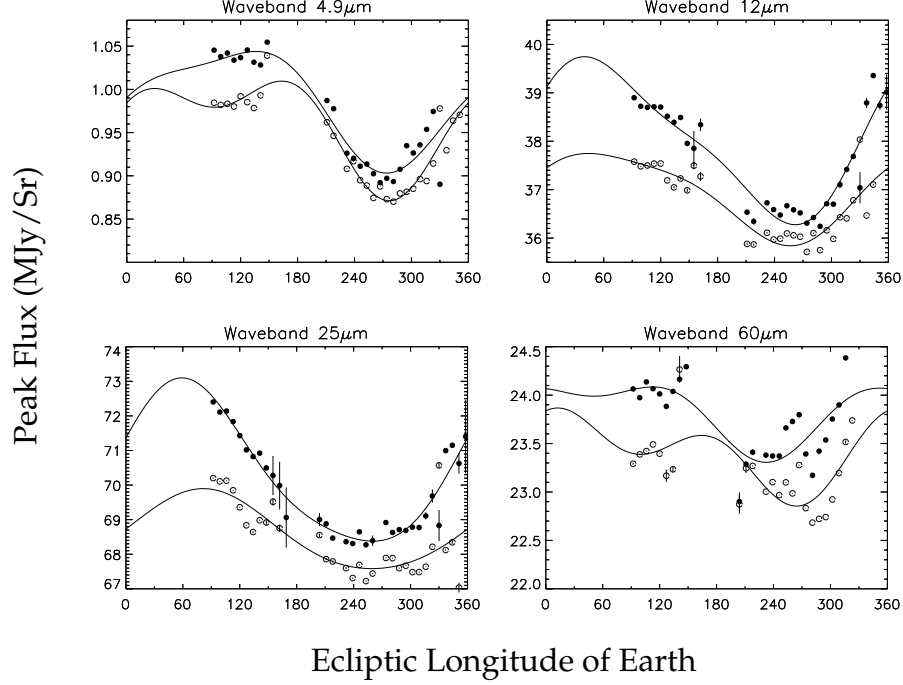 Waveband 4.9μm
Waveband 12μm
1.05
1.00
0.95
0.90
0.85
0 60 120 180 240 300 360
40
39
38
37
36
0 60 120 180 240 300 360
Peak Flux (MJy/Sr)
Waveband 25μm
Waveband 60μm
74
73
72
71
70
69
68
67
0 60 120 180 240 300 360
24.5
24.0
23.5
23.0
22.5
22.0
0 60 120 180 240 300 360
Ecliptic Longitude of Earth